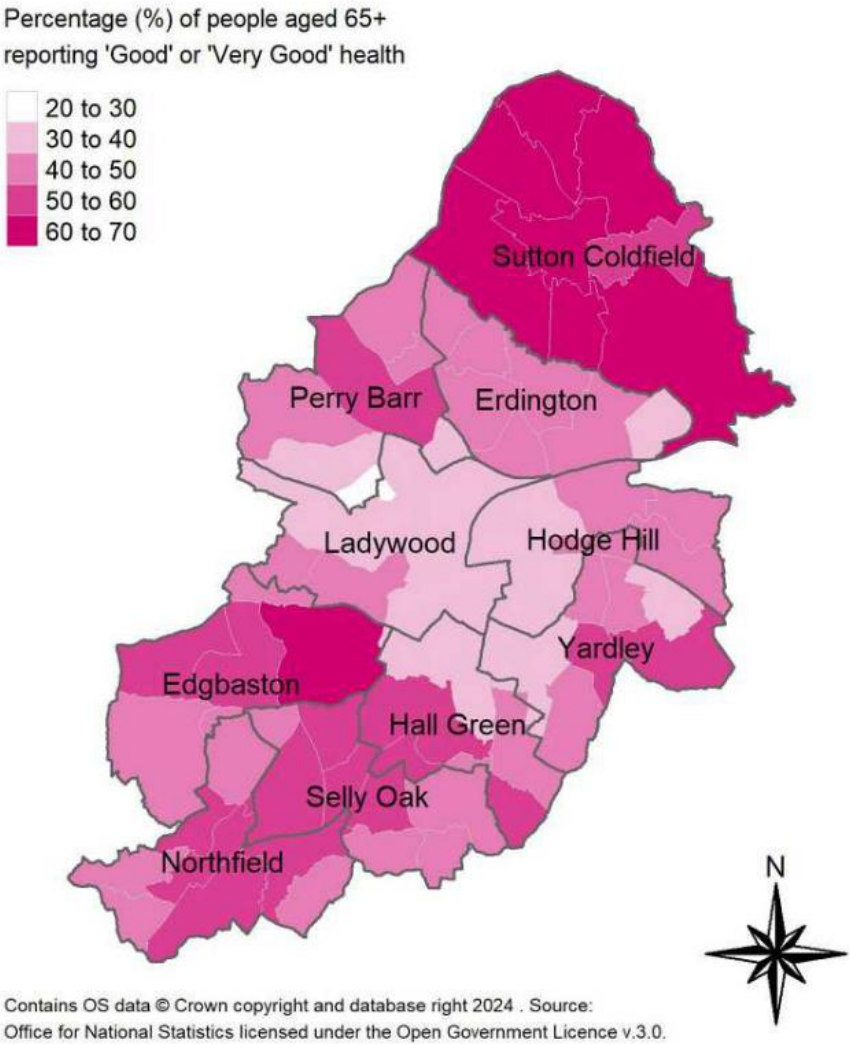 Percentage (%) of people aged 65+
reporting 'Good' or 'Very Good' health
20 to 30
30 to 40
40 to 50
50 to 60
60 to 70
Sutton Coldfield
Perry Barr
Erdington
Ladywood
Hodge Hill
Yardley
Edgbaston
Hall Green
Selly Oak
Northfield
N
Contains OS data © Crown copyright and database right 2024 . Source:
Office for National Statistics licensed under the Open Government Licence v.3.0.